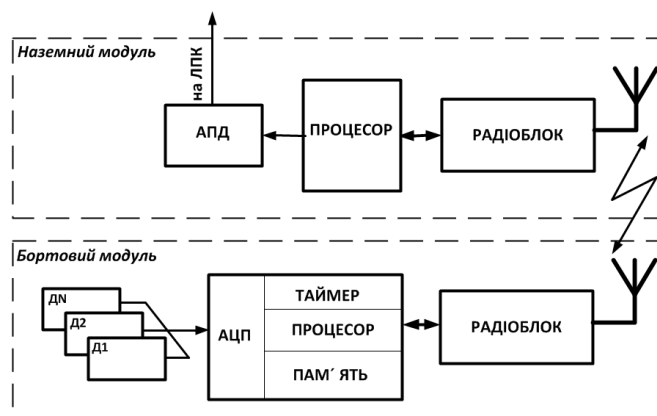 Наземний модуль
на ЛПК
АПД
ПРОЦЕСОР
РАДІОБЛОК
Бортовий модуль
ДN
Д2
Д1
АЦП
ТАЙМЕР
ПРОЦЕСОР
ПАМ´ ЯТЬ
РАДІОБЛОК